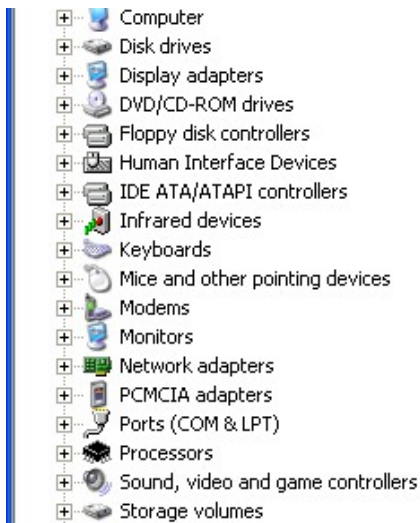 Computer
Disk drives
Display adapters
DVD/CD-ROM drives
Floppy disk controllers
Human Interface Devices
IDE ATA/ATAPI controllers
Infrared devices
Keyboards
Mice and other pointing devices
Modems
Monitors
Network adapters
PCMCIA adapters
Ports (COM & LPT)
Processors
Sound, video and game controllers
Storage volumes